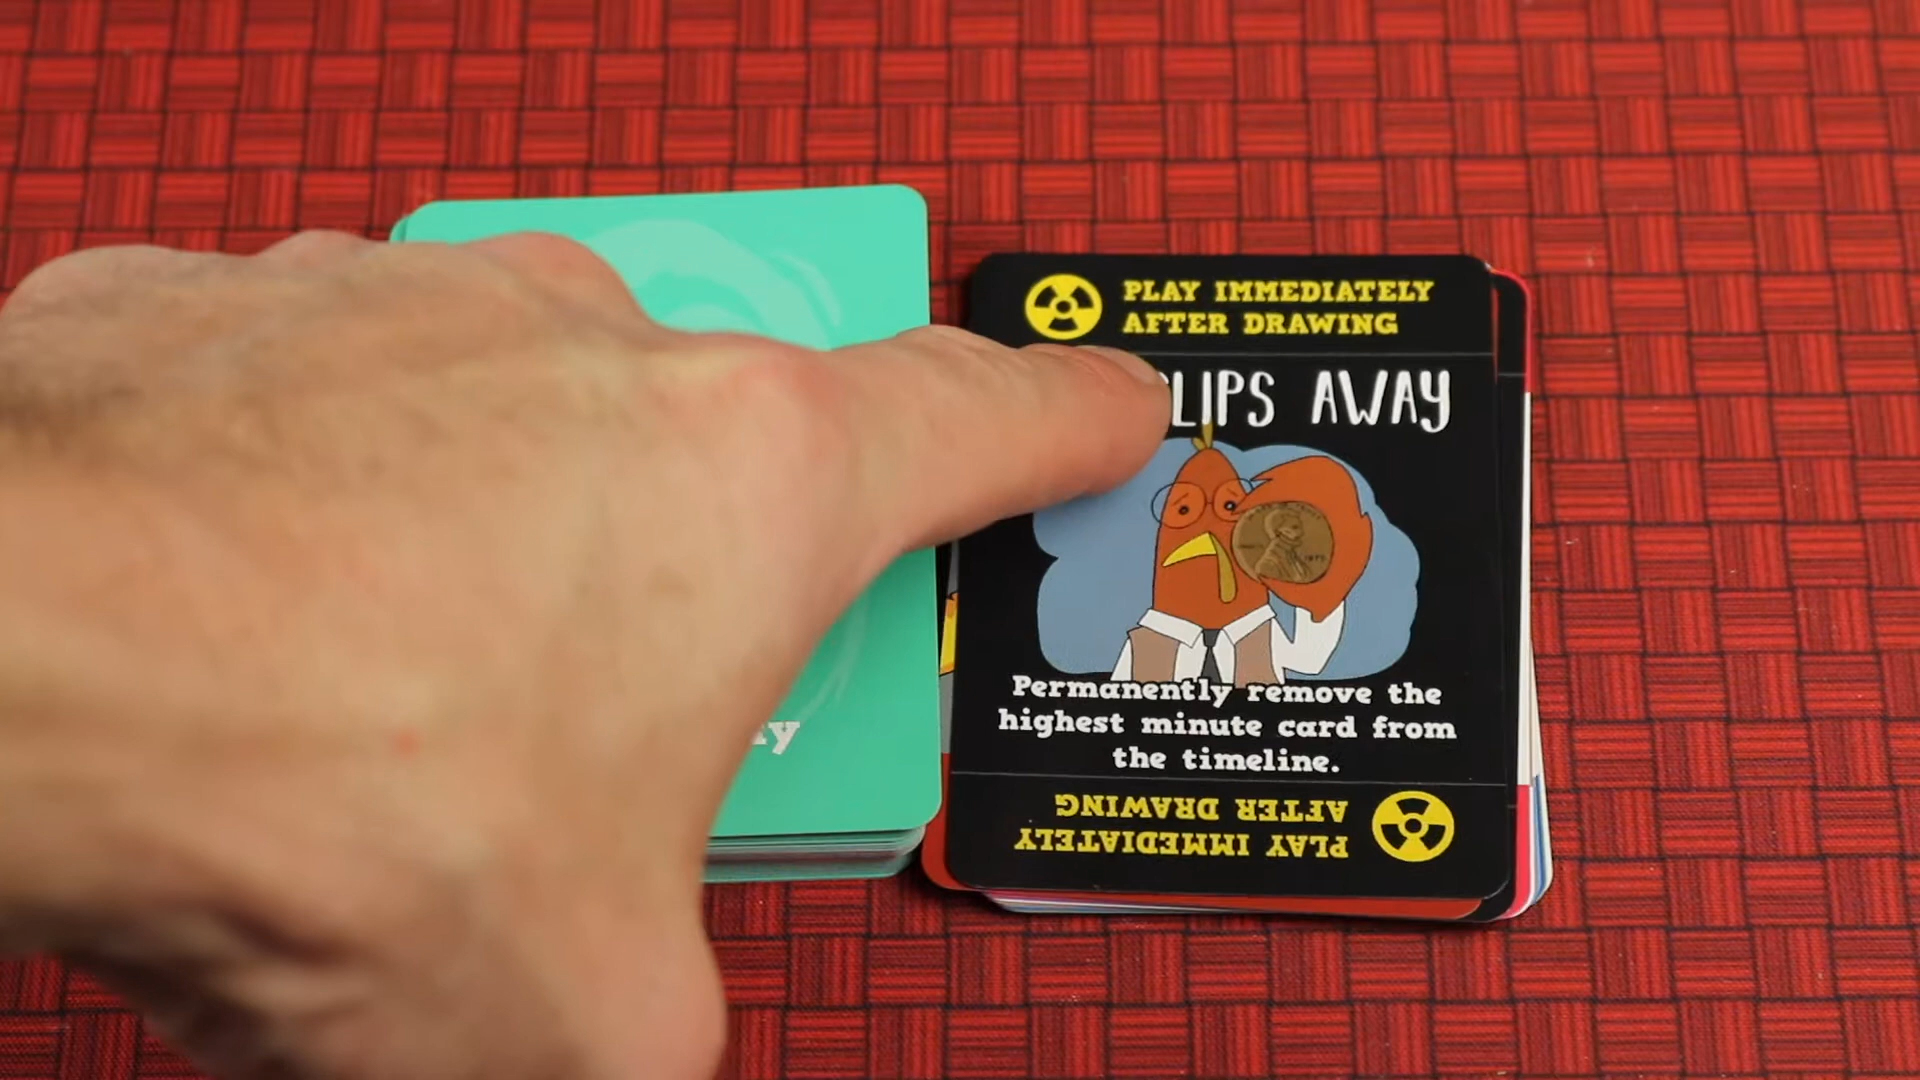 PLAY IMMEDIATELY
AFTER DRAWING
LIPS AWAY
Permanently remove the
highest minute card from
the timeline.
PLAY IMMEDIATELY
AFTER DRAWING